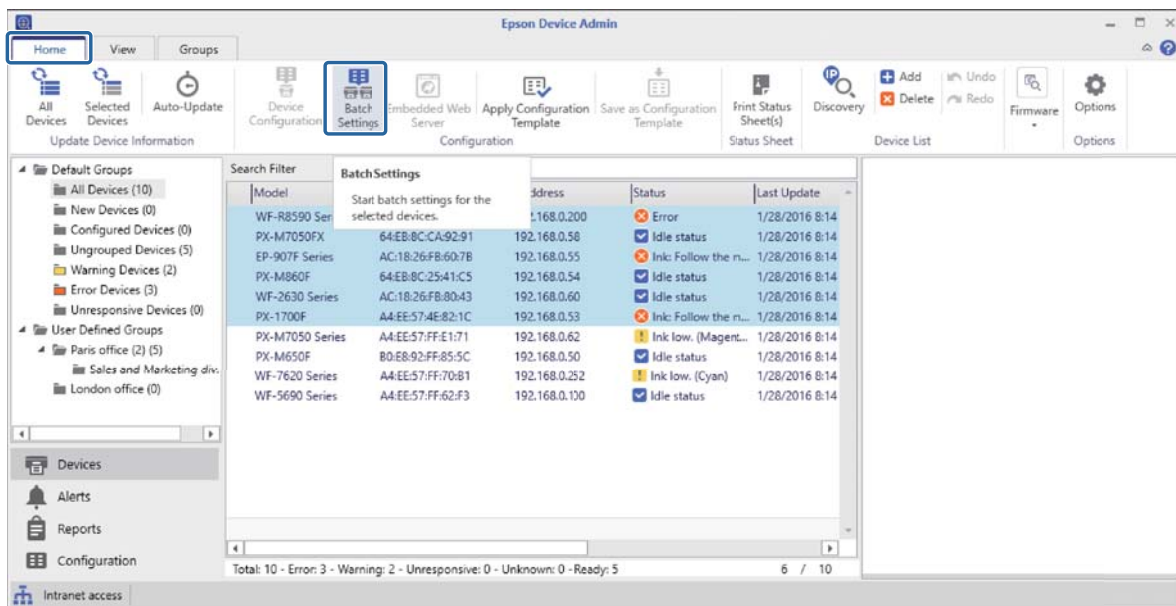 Epson Device Admin
Home View Groups
All Devices
Selected Devices
Auto-Update
Update Device Information
Device Configuration
Batch Settings
Embedded Web Server
Apply Configuration Template
Save as Configuration Template
Configuration
Print Status Sheet(s)
Status Sheet
Discovery
Add
Delete
Undo
Redo
Device List
Firmware
Options
Options
Default Groups
All Devices (10)
New Devices (0)
Configured Devices (0)
Ungrouped Devices (5)
Warning Devices (2)
Error Devices (3)
Unresponsive Devices (0)
User Defined Groups
Paris office (2) (5)
Sales and Marketing div.
London office (0)
Devices
Alerts
Reports
Configuration
Search Filter
Batch Settings
Start batch settings for the
selected devices.
Model ddress Status Last Update
WF-R8590 Ser .168.0.200 Error 1/28/2016 8:14
PX-M7050FX 64:EB:8C:CA:92:91 192.168.0.58 Idle status 1/28/2016 8:14
EP-907F Series AC:18:26:FB:60:7B 192.168.0.55 Ink: Follow the n... 1/28/2016 8:14
PX-M860F 64:EB:8C:25:41:C5 192.168.0.54 Idle status 1/28/2016 8:14
WF-2630 Series AC:18:26:FB:80:43 192.168.0.60 Idle status 1/28/2016 8:14
PX-1700F A4:EE:57:4E:82:1C 192.168.0.53 Ink: Follow the n... 1/28/2016 8:14
PX-M7050 Series A4:EE:57:FF:E1:71 192.168.0.62 Ink low. (Magent... 1/28/2016 8:14
PX-M650F B0:E8:92:FF:85:5C 192.168.0.50 Idle status 1/28/2016 8:14
WF-7620 Series A4:EE:57:FF:70:B1 192.168.0.252 Ink low. (Cyan) 1/28/2016 8:14
WF-5690 Series A4:EE:57:FF:62:F3 192.168.0.100 Idle status 1/28/2016 8:14
Total: 10 - Error: 3 - Warning: 2 - Unresponsive: 0 - Unknown: 0 -Ready: 5 6 / 10
Intranet access